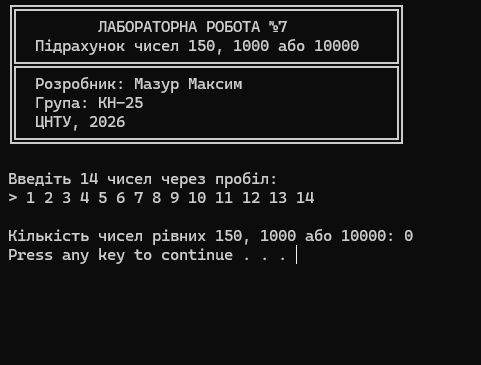 ЛАБОРАТОРНА РОБОТА №7
Підрахунок чисел 150, 1000 або 10000
Розробник: Мазур Максим
Група: КН-25
ЦНТУ, 2026
Введіть 14 чисел через пробіл:
> 1 2 3 4 5 6 7 8 9 10 11 12 13 14
Кількість чисел рівних 150, 1000 або 10000: 0
Press any key to continue . . .